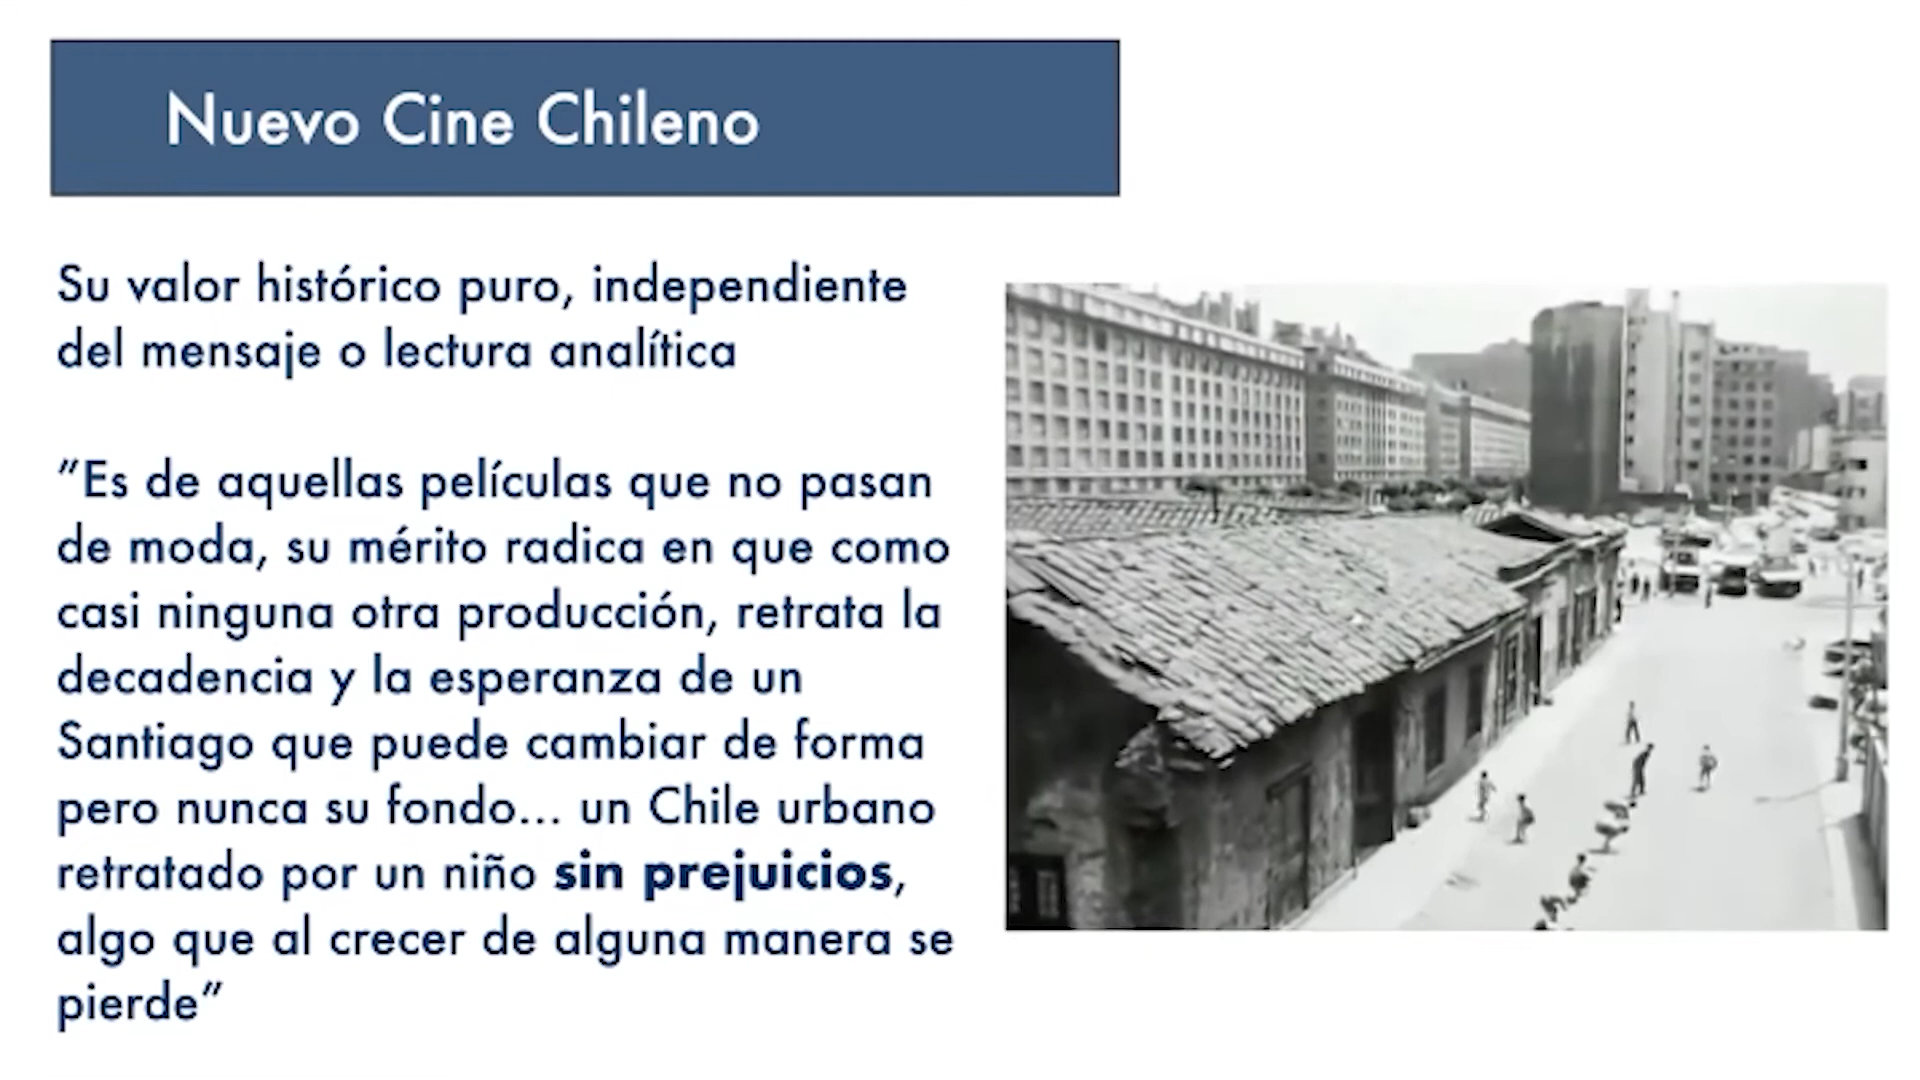 Nuevo Cine Chileno
Su valor histórico puro, independiente
del mensaje o lectura analítica
"Es de aquellas películas que no pasan
de moda, su mérito radica en que como
casi ninguna otra producción, retrata la
decadencia y la esperanza de un
Santiago que puede cambiar de forma
pero nunca su fondo... un Chile urbano
retratado por un niño sin prejuicios,
algo que al crecer de alguna manera se
pierde"